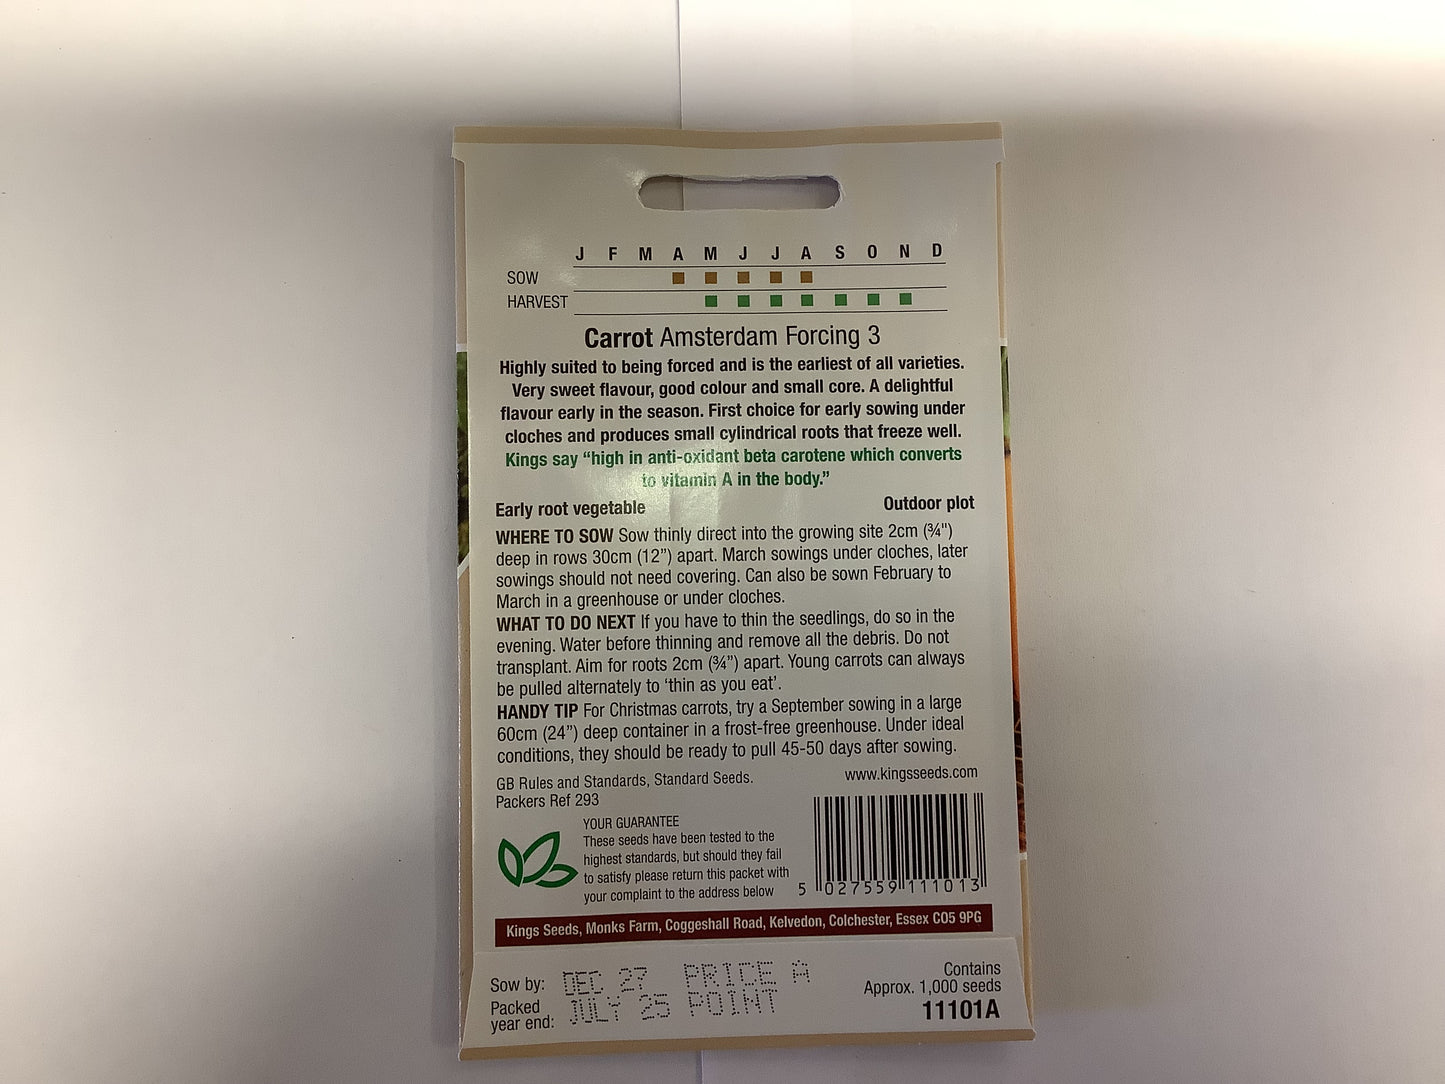 J F M A M J J A S O N D
SOW
HARVEST
Carrot Amsterdam Forcing 3
Highly suited to being forced and is the earliest of all varieties.
Very sweet flavour, good colour and small core. A delightful
flavour early in the season. First choice for early sowing under
cloches and produces small cylindrical roots that freeze well.
Kings say “high in anti-oxidant beta carotene which converts
to vitamin A in the body.”
Early root vegetable Outdoor plot
WHERE TO SOW Sow thinly direct into the growing site 2cm (¾")
deep in rows 30cm (12”) apart. March sowings under cloches, later
sowings should not need covering. Can also be sown February to
March in a greenhouse or under cloches.
WHAT TO DO NEXT If you have to thin the seedlings, do so in the
evening. Water before thinning and remove all the debris. Do not
transplant. Aim for roots 2cm (¾”) apart. Young carrots can always
be pulled alternately to ‘thin as you eat’.
HANDY TIP For Christmas carrots, try a September sowing in a large
60cm (24”) deep container in a frost-free greenhouse. Under ideal
conditions, they should be ready to pull 45-50 days after sowing.
GB Rules and Standards, Standard Seeds. www.kingsseeds.com
Packers Ref 293
YOUR GUARANTEE
These seeds have been tested to the
highest standards, but should they fail
to satisfy please return this packet with
your complaint to the address below
5 027559 111013
Kings Seeds, Monks Farm, Coggeshall Road, Kelvedon, Colchester, Essex CO5 9PG
Sow by: DEC 27 PRICE A
Packed year end: JULY 25 POINT
Contains
Approx. 1,000 seeds
11101A